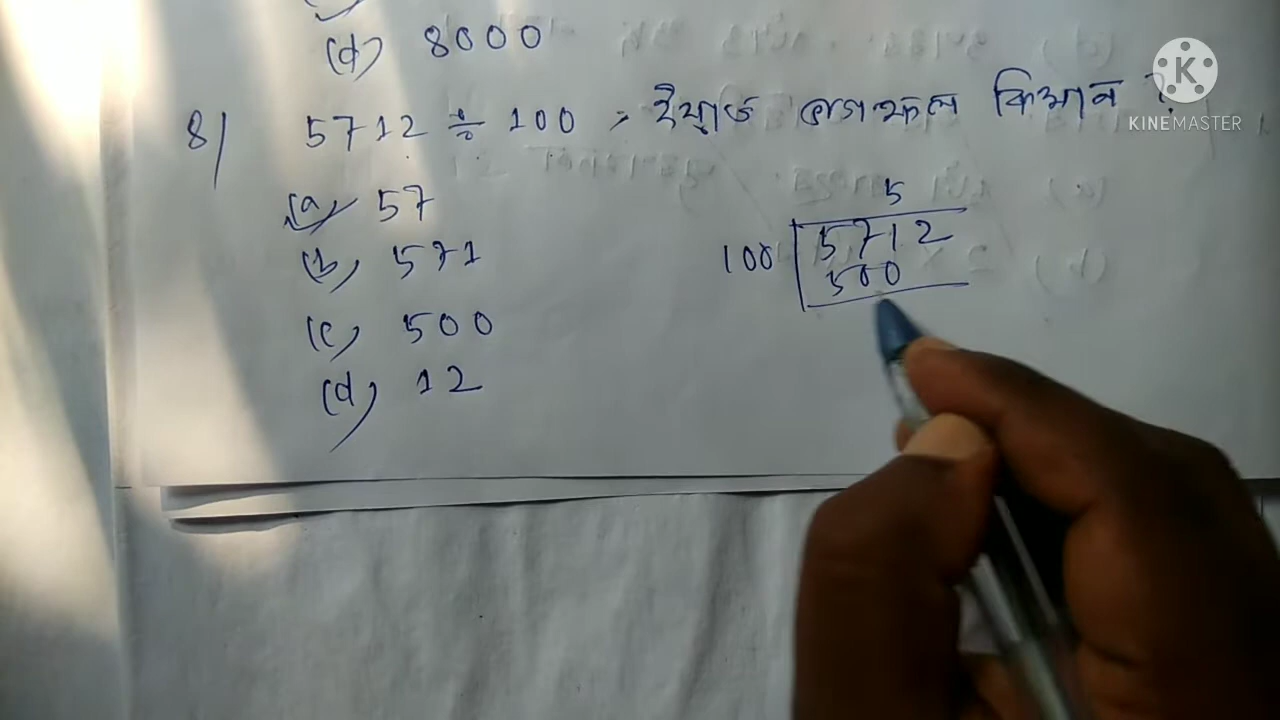 (d) 8000
8) 5712 ÷ 100, ইয়াত ভাগফল কিমান ?
(a) 57
(b) 571
(c) 500
(d) 12
5
100 5712
500
KINEMASTER